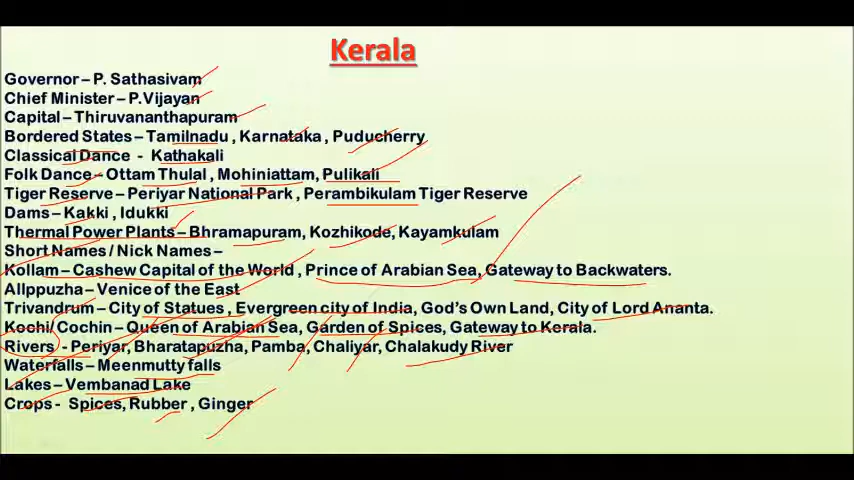 Kerala
Governor – P. Sathasivam
Chief Minister – P.Vijayan
Capital – Thiruvananthapuram
Bordered States – Tamilnadu , Karnataka , Puducherry
Classical Dance - Kathakali
Folk Dance – Ottam Thulal , Mohiniattam, Pulikali
Tiger Reserve – Periyar National Park , Perambikulam Tiger Reserve
Dams – Kakki , Idukki
Thermal Power Plants – Bhramapuram, Kozhikode, Kayamkulam
Short Names / Nick Names –
Kollam – Cashew Capital of the World , Prince of Arabian Sea, Gateway to Backwaters.
Allppuzha – Venice of the East
Trivandrum – City of Statues , Evergreen city of India, God's Own Land, City of Lord Ananta.
Kochi/ Cochin – Queen of Arabian Sea, Garden of Spices, Gateway to Kerala.
Rivers - Periyar, Bharatapuzha, Pamba, Chaliyar, Chalakudy River
Waterfalls – Meenmutty falls
Lakes – Vembanad Lake
Crops - Spices, Rubber , Ginger